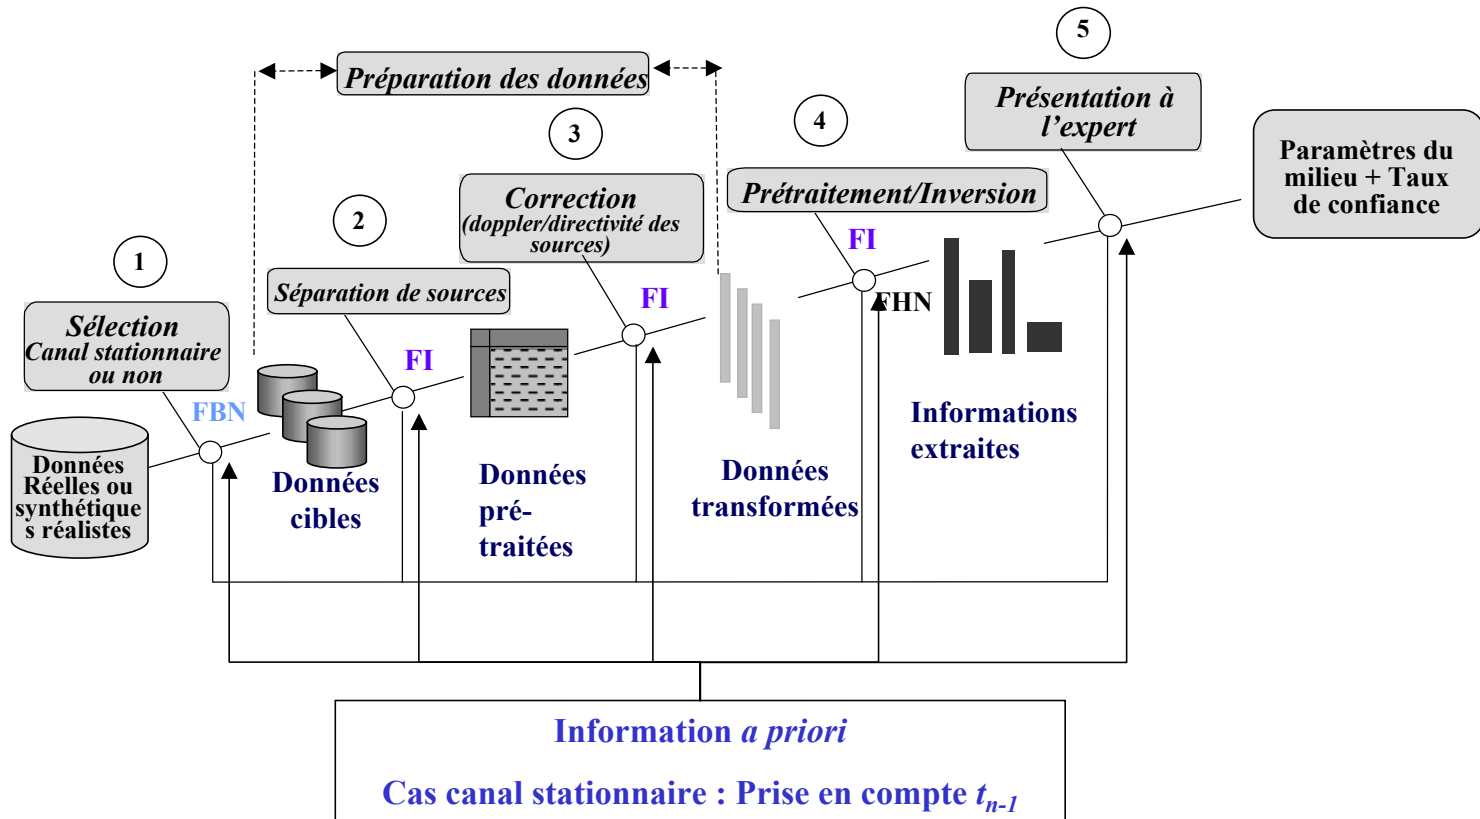 5
Préparation des données
Présentation à
l’expert
3
4
Paramètres du
milieu + Taux
de confiance
Correction
(doppler/directivité des
sources)
Prétraitement/Inversion
2
1
FI
Séparation de sources
FI
FHN
Sélection
Canal stationnaire
ou non
FI
FBN
Informations
extraites
Données
Réelles ou
synthétique
s réalistes
Données
cibles
Données
pré-
traitées
Données
transformées
Information a priori
Cas canal stationnaire : Prise en compte tn-1